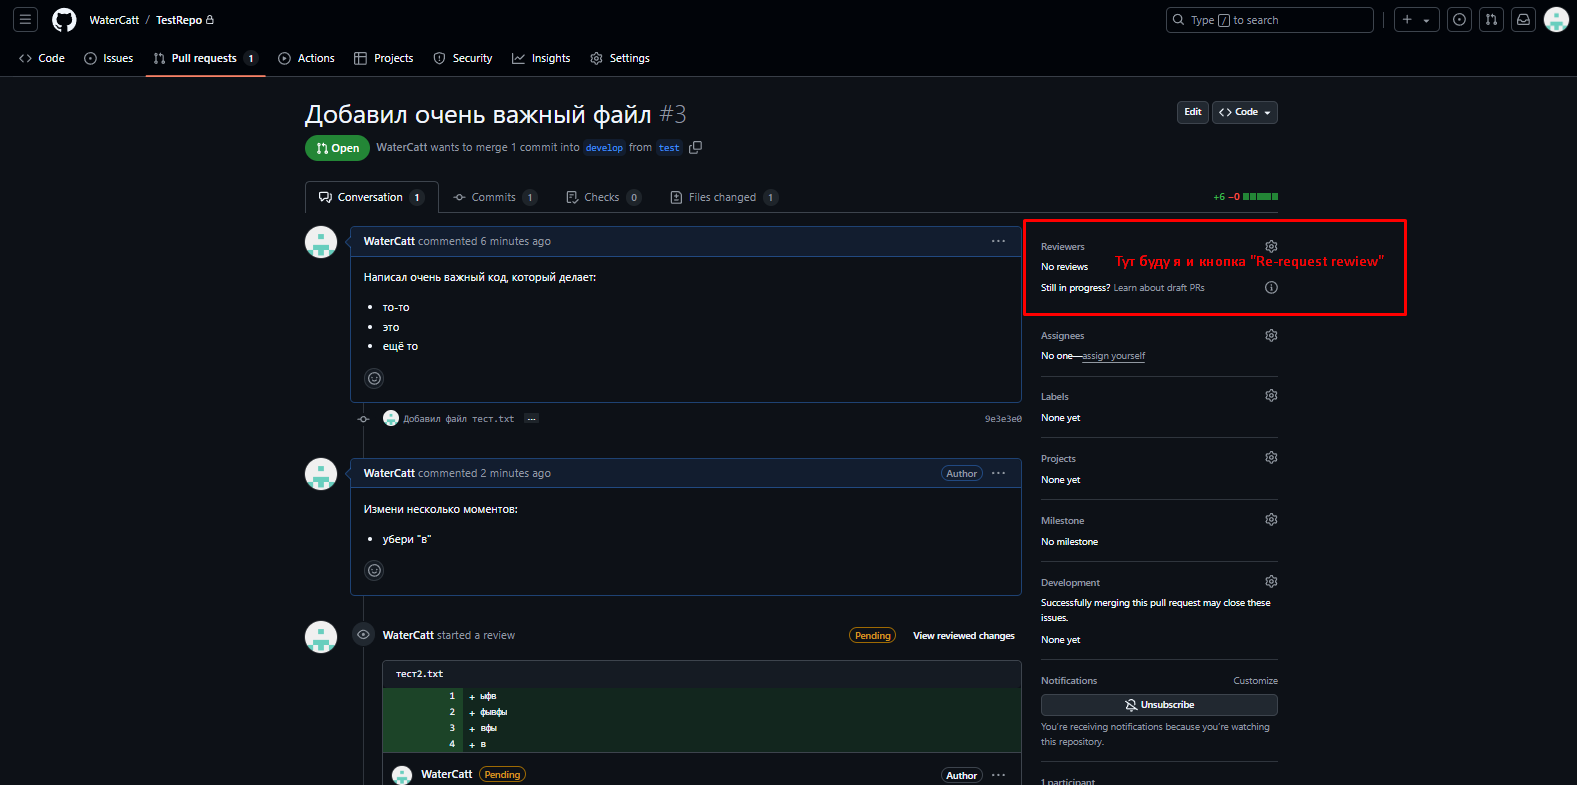 WaterCatt / TestRepo
Type / to search
Code
Issues
Pull requests 1
Actions
Projects
Security
Insights
Settings
Добавил очень важный файл #3
Edit
Code
Open
WaterCatt wants to merge 1 commit into develop from test
Conversation 1
Commits 1
Checks 0
Files changed 1
+6 −0
WaterCatt commented 6 minutes ago
Написал очень важный код, который делает:
то-то
это
ещё то
Добавил файл тест.txt
9e3e3e0
WaterCatt commented 2 minutes ago
Author
Измени несколько моментов:
убери "в"
WaterCatt started a review
Pending
View reviewed changes
тест2.txt
1 + ыфв
2 + фывфы
3 + вфы
4 + в
WaterCatt Pending
Author
Reviewers
No reviews
Тут буду я и кнопка "Re-request rewiew"
Still in progress? Learn about draft PRs
Assignees
No one—assign yourself
Labels
None yet
Projects
None yet
Milestone
No milestone
Development
Successfully merging this pull request may close these
issues.
None yet
Notifications
Customize
Unsubscribe
You're receiving notifications because you're watching
this repository.
1 participant